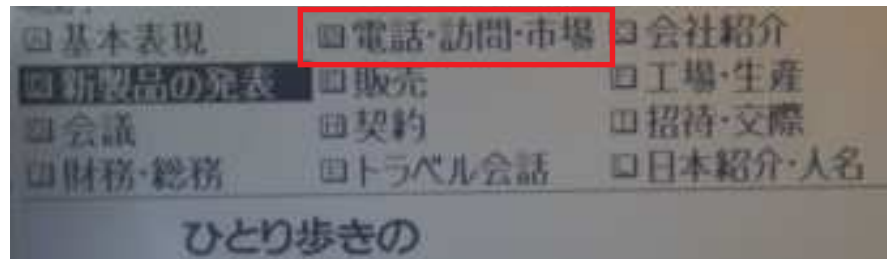 基本表現 電話・訪問・市場 会社紹介
新製品の発表 販売 工場・生産
会議 契約 招待・交際
財務・総務 トラベル会話 日本紹介・人名
ひとり歩きの